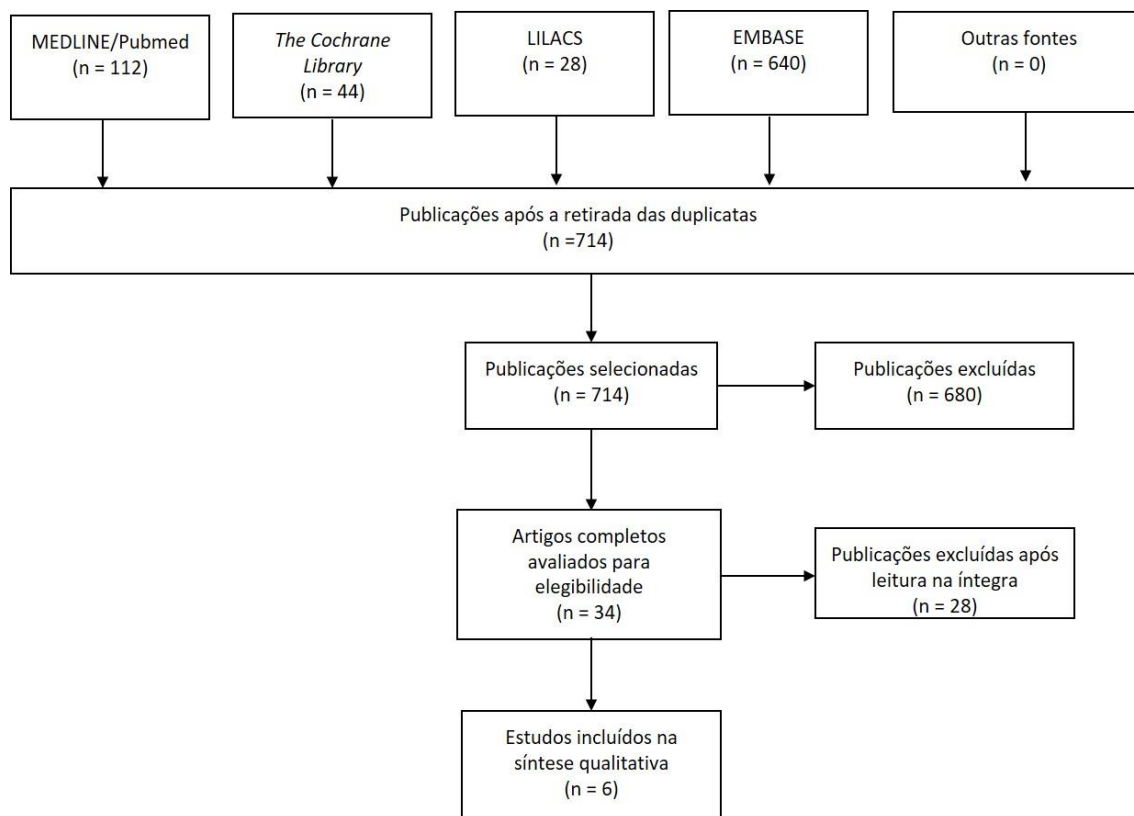 MEDLINE/Pubmed
(n = 112)
The Cochrane
Library
(n = 44)
LILACS
(n = 28)
EMBASE
(n = 640)
Outras fontes
(n = 0)
Publicações após a retirada das duplicatas
(n =714)
Publicações selecionadas
(n = 714)
Publicações excluídas
(n = 680)
Artigos completos
avaliados para
elegibilidade
(n = 34)
Publicações excluídas após
leitura na íntegra
(n = 28)
Estudos incluídos na
síntese qualitativa
(n = 6)